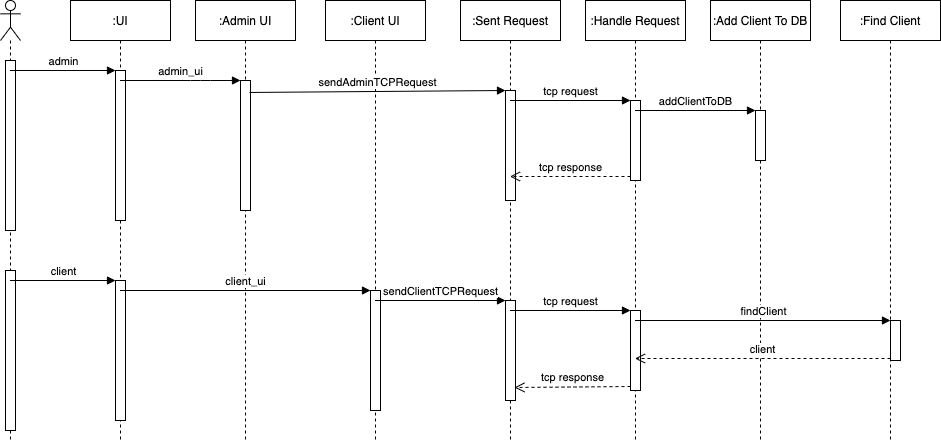 :UI
:Admin UI
:Client UI
:Sent Request
:Handle Request
:Add Client To DB
:Find Client
admin
admin_ui
sendAdminTCPRequest
tcp request
addClientToDB
tcp response
client
client_ui
sendClientTCPRequest
tcp request
findClient
client
tcp response